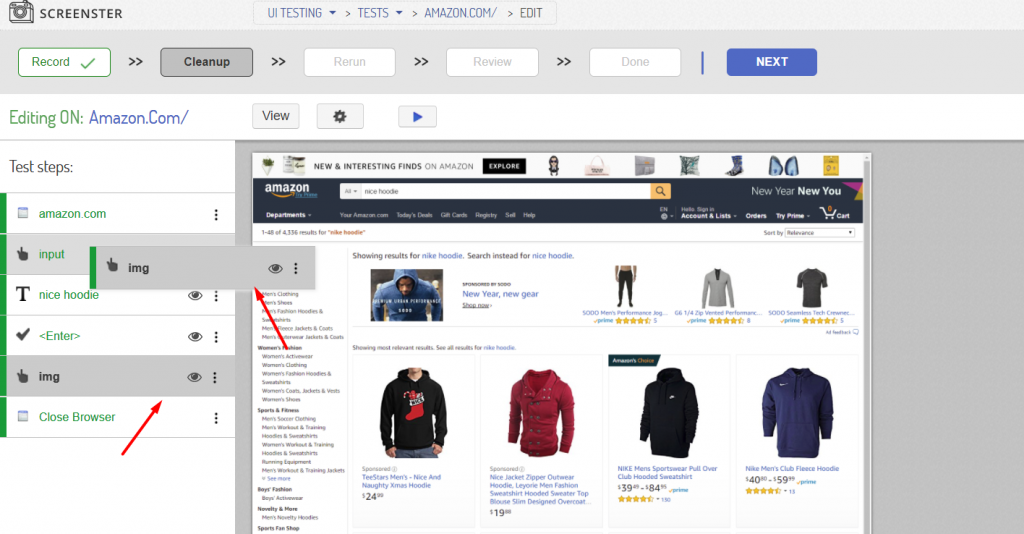 SCREENSTER
UI TESTING > TESTS > AMAZON.COM/ > EDIT
Record >> Cleanup >> Rerun >> Review >> Done NEXT
Editing ON: Amazon.Com/
View
Test steps:
amazon.com
input
img
nice hoodie
<Enter>
img
Close Browser
NEW & INTERESTING FINDS ON AMAZON EXPLORE
amazon
Try Prime
All nice hoodie
New Year New You
Departments
Your Amazon.com Today's Deals Gift Cards Registry Sell Help
EN
Hello. Sign in
Account & Lists Orders Try Prime 0 Cart
1-48 of 4,336 results for "nike hoodie"
Sort by Relevance
Men's Clothing
Men's Shoes
Men's Fashion Hoodies &
Sweatshirts
Men's Fleece Jackets & Coats
Men's Outerwear Jackets & Coats
Women's Fashion
Women's Activewear
Women's Clothing
Women's Fashion Hoodies &
Sweatshirts
Women's Coats, Jackets & Vests
Women's Shoes
Sports & Fitness
Men's Soccer Clothing
Men's Workout & Training
Hoodies & Sweatshirts
Women's Workout & Training
Hoodies & Sweatshirts
Running Equipment
Men's Workout & Training Jackets
See more
Boys' Fashion
Boys' Activewear
Novelty & More
Men's Novelty Hoodies
Sports Fan Shop
Showing results for nike hoodie. Search instead for nice hoodie.
SPONSORED BY SODO
New Year, new gear
Shop now
SODO Men's Performance Jog...
prime 5
G6 1/4 Zip Vented Performanc...
prime 8
SODO Seamless Tech Crewnec...
prime 5
Ad feedback
Showing most relevant results. See all results for nike hoodie.
Amazon's Choice
Sponsored
TeeStars Men's - Nice And
Naughty Xmas Hoodie
$24 99
Sponsored
Nice Jacket Zipper Outwear
Hoodie, Leyorie Men Fashion
Sweatshirt Hooded Sweater Top
Blouse Slim Designed Overcoat...
$19 88
NIKE Mens Sportswear Pull Over
Club Hooded Sweatshirt
$39 49 - $84 95 prime
130
Nike Men's Club Fleece Hoodie
$40 80 - $59 99 prime
13